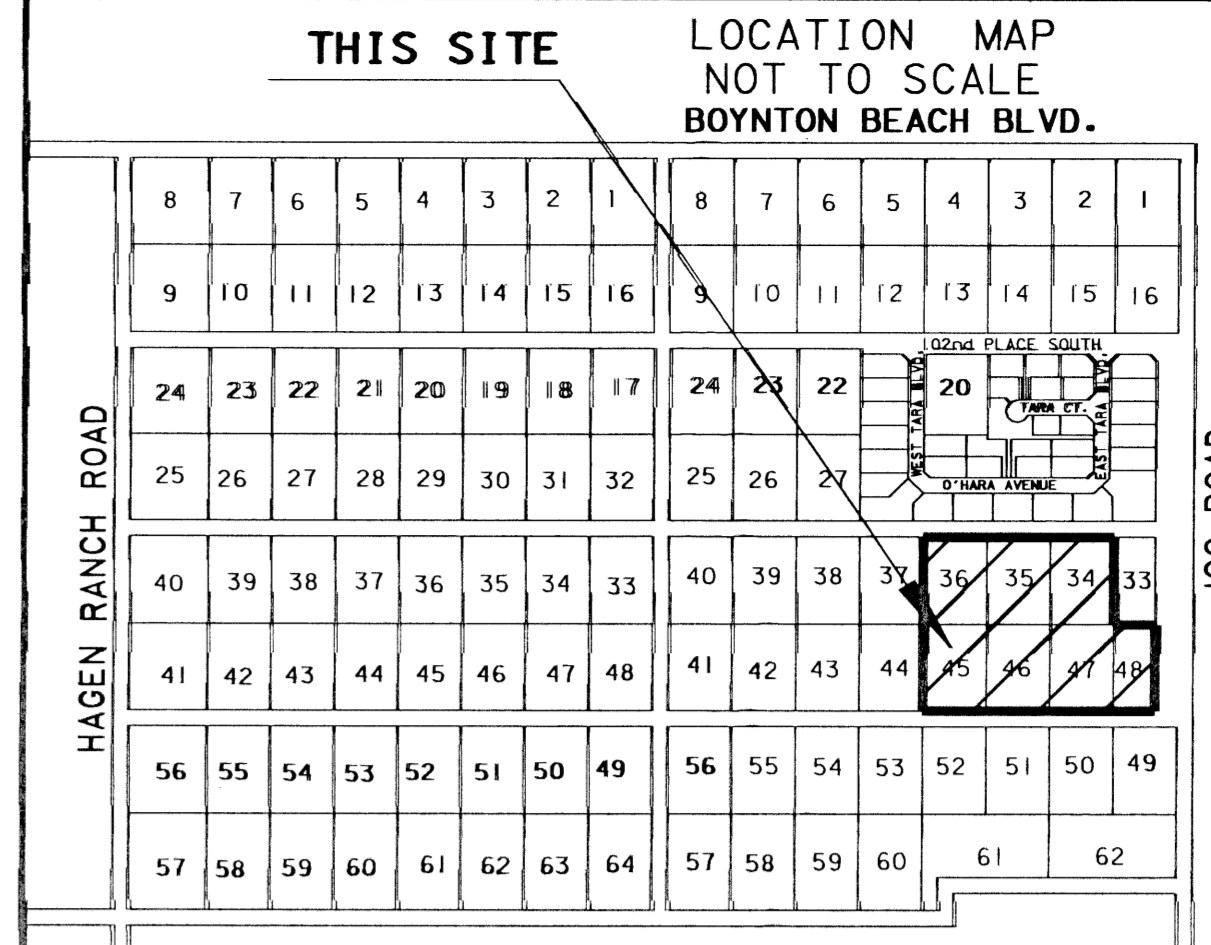 THIS SITE
LOCATION MAP
NOT TO SCALE
BOYNTON BEACH BLVD.
8 7 6 5 4 3 2 1 8 7 6 5 4 3 2 1
9 10 11 12 13 14 15 16 9 10 11 12 13 14 15 16
102nd PLACE SOUTH
24 23 22 21 20 19 18 17 24 23 22 20
WEST TARA BLVD.
TARA CT.
EAST TARA BLVD.
25 26 27 28 29 30 31 32 25 26 27
O'HARA AVENUE
HAGEN RANCH ROAD
40 39 38 37 36 35 34 33 40 39 38 37 36 35 34 33
41 42 43 44 45 46 47 48 41 42 43 44 45 46 47 48
56 55 54 53 52 51 50 49 56 55 54 53 52 51 50 49
57 58 59 60 61 62 63 64 57 58 59 60 61 62